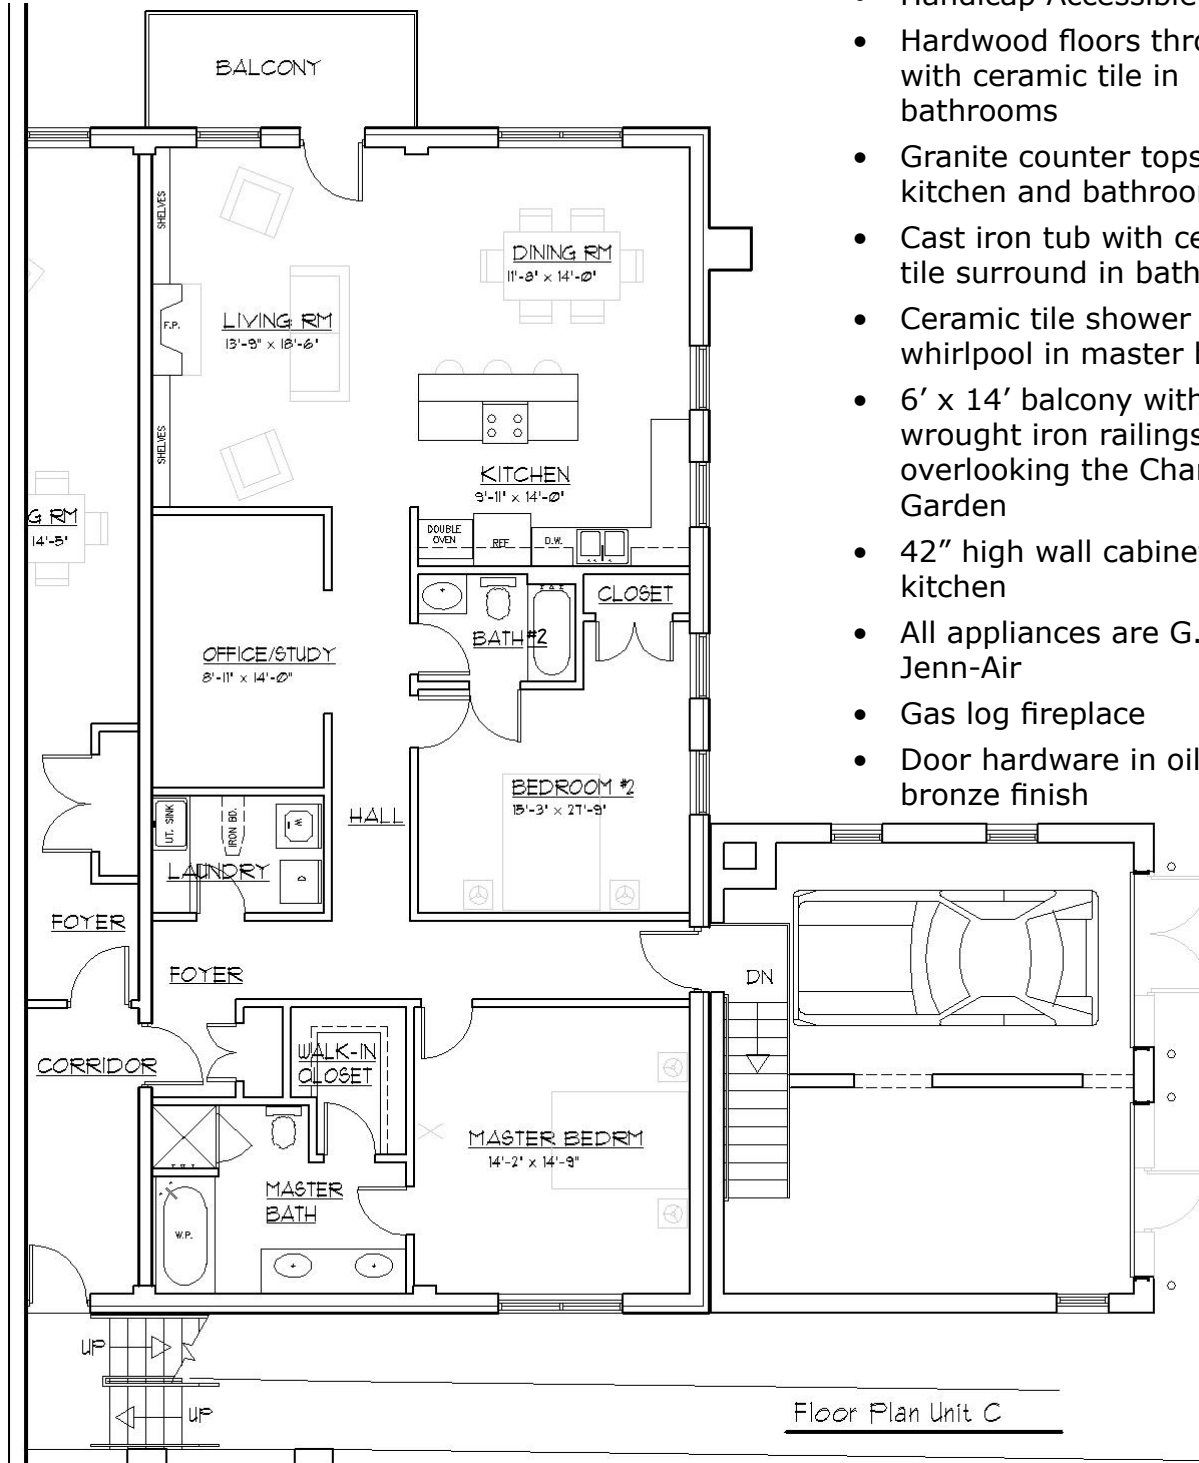 BALCONY
SHELVES
DINING RM
11'-8" x 14'-0"
LIVING RM
13'-9" x 18'-6"
F.P.
SHELVES
KITCHEN
9'-11" x 14'-0"
DOUBLE
OVEN
REF
D.W.
G RM
14'-5"
CLOSET
BATH #2
OFFICE/STUDY
8'-11" x 14'-0"
BEDROOM #2
15'-3" x 27'-9"
HALL
UT. SINK
IRON BD.
W
LAUNDRY
FOYER
FOYER
DN
CORRIDOR
WALK-IN
CLOSET
MASTER BEDRM
14'-2" x 14'-9"
MASTER
BATH
W.P.
UP
UP
Floor Plan Unit C
• Handicap Accessible
• Hardwood floors thro
with ceramic tile in
bathrooms
• Granite counter tops
kitchen and bathroo
• Cast iron tub with ce
tile surround in bath
• Ceramic tile shower
whirlpool in master
• 6′ x 14′ balcony with
wrought iron railings
overlooking the Char
Garden
• 42″ high wall cabine
kitchen
• All appliances are G.
Jenn-Air
• Gas log fireplace
• Door hardware in oil
bronze finish